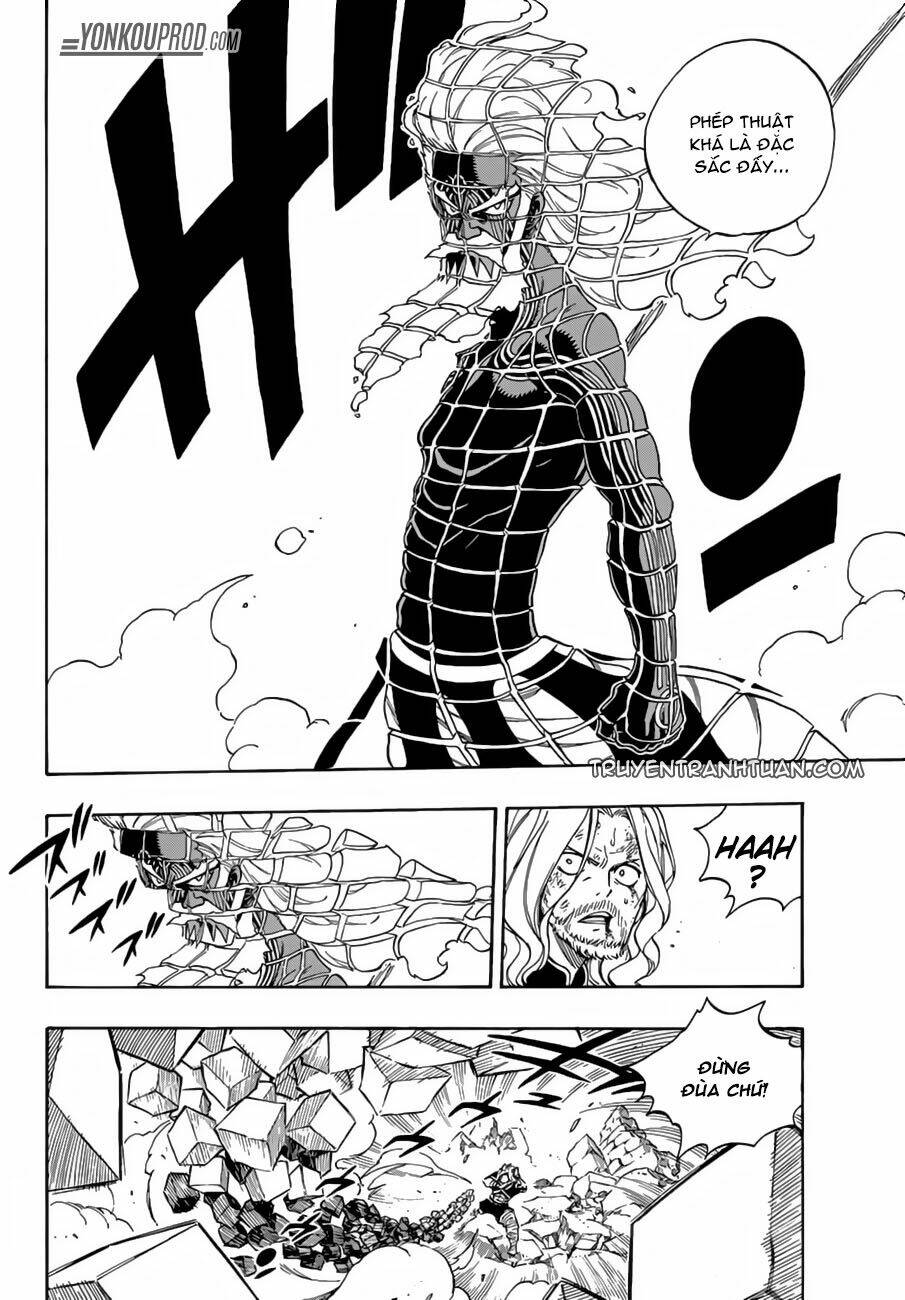 =YONKOUPROD.COM
PHÉP THUẬT
KHÁ LÀ ĐẶC
SẮC ĐẤY...
TRUYENTRANHTUAN.COM
HAAH
?
ĐỪNG
ĐÙA CHỨ!